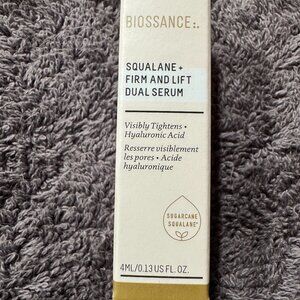 BIOSSANCE:.
SQUALANE +
FIRM AND LIFT
DUAL SERUM
Visibly Tightens •
Hyaluronic Acid
Resserre visiblement
les pores • Acide
hyaluronique
SUGARCANE
SQUALANE
4ML/0.13 US FL. OZ.